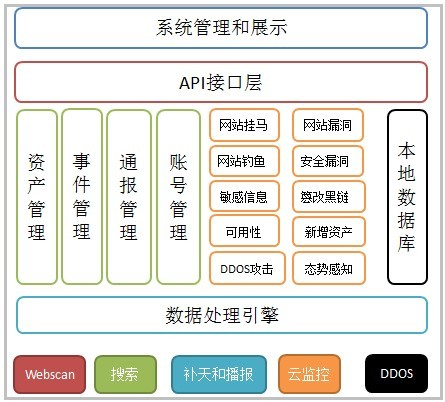 系统管理和展示
API接口层
资产管理
事件管理
通报管理
账号管理
网站挂马
网站漏洞
网站钓鱼
安全漏洞
敏感信息
篡改黑链
可用性
新增资产
DDOS攻击
态势感知
本地数据库
数据处理引擎
Webscan
搜索
补天和播报
云监控
DDOS